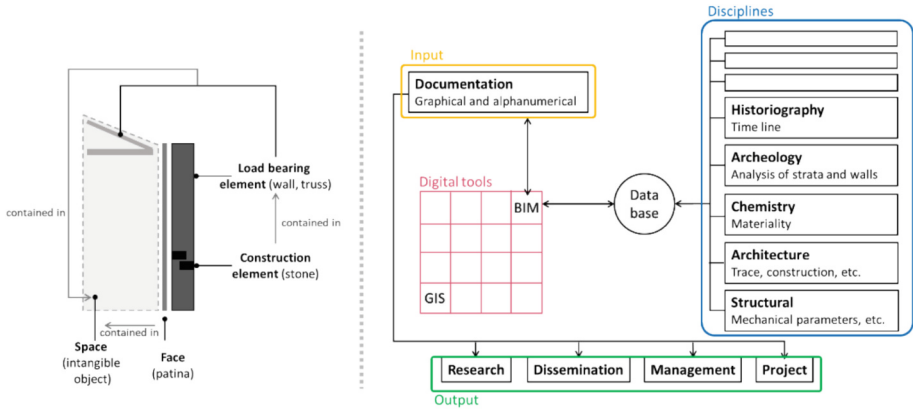 Load bearing
element (wall, truss)
contained in
contained in
Construction
element (stone)
contained in
Space
(intangible
object)
Face
(patina)
Disciplines
Input
Documentation
Graphical and alphanumerical
Historiography
Time line
Archeology
Analysis of strata and walls
Digital tools
BIM
Data
base
Chemistry
Materiality
Architecture
Trace, construction, etc.
GIS
Structural
Mechanical parameters, etc.
Research
Dissemination
Management
Project
Output